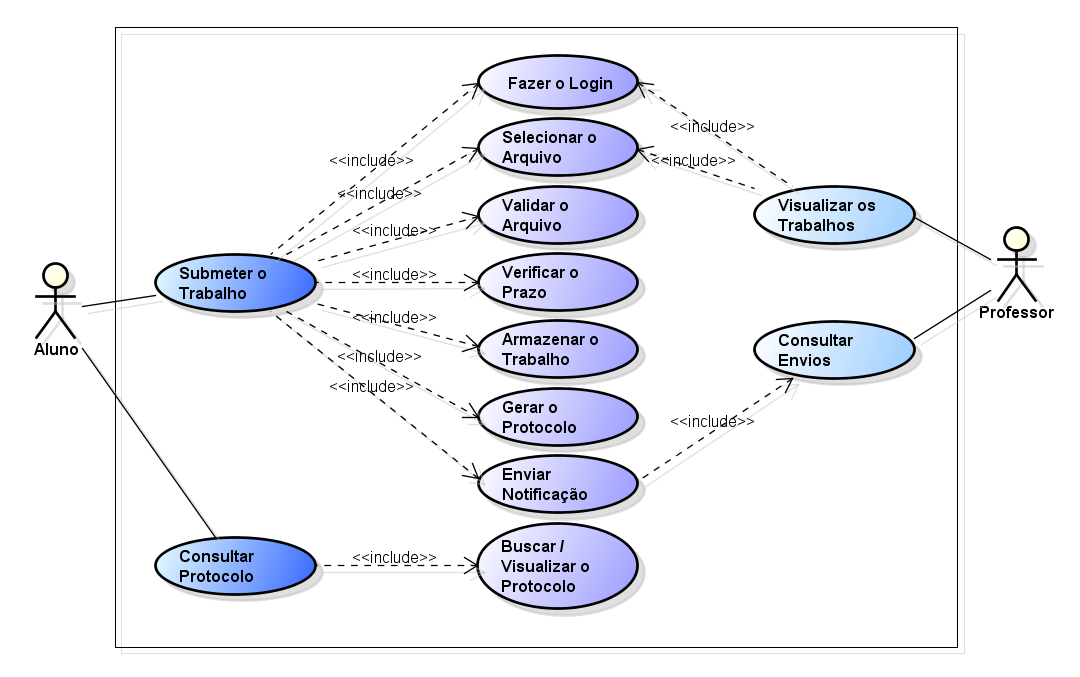 Fazer o Login
<<include>>
Selecionar o
Arquivo
<<include>>
<<include>>
<<include>>
Validar o
Arquivo
<<include>>
Visualizar os
Trabalhos
Submeter o
Trabalho
<<include>>
Verificar o
Prazo
Professor
Aluno
<<include>>
Armazenar o
Trabalho
Consultar
Envios
<<include>>
<<include>>
Gerar o
Protocolo
<<include>>
Enviar
Notificação
Consultar
Protocolo
<<include>>
Buscar /
Visualizar o
Protocolo